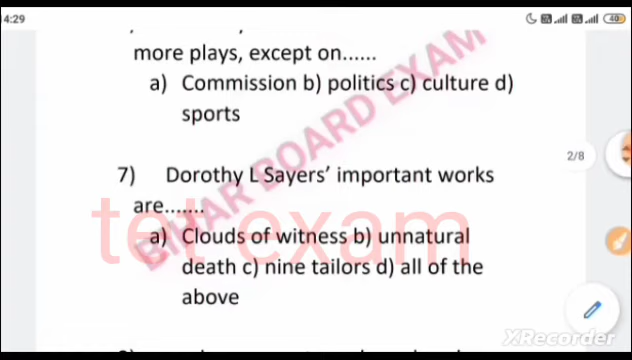 4:29
40
more plays, except on......
a) Commission b) politics c) culture d)
sports
BIHAR BOARD EXAM
2/8
7) Dorothy L Sayers’ important works
are.......
tet exam
a) Clouds of witness b) unnatural
death c) nine tailors d) all of the
above
XRecorder